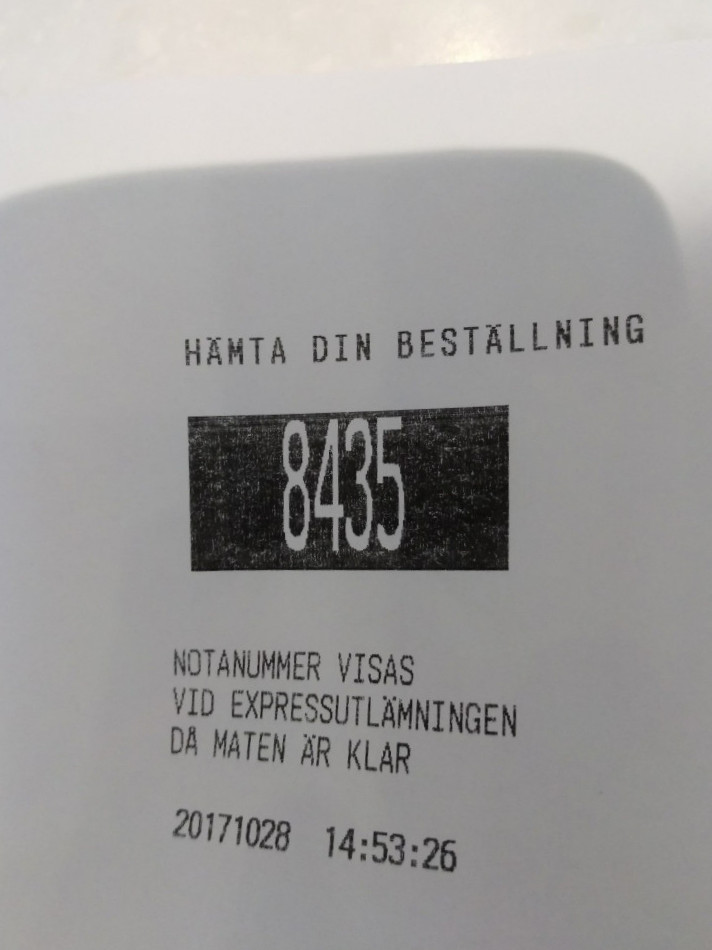 HÄMTA DIN BESTÄLLNING
8435
NOTANUMMER VISAS
VID EXPRESSUTLÄMNINGEN
DÅ MATEN ÄR KLAR
20171028 14:53:26